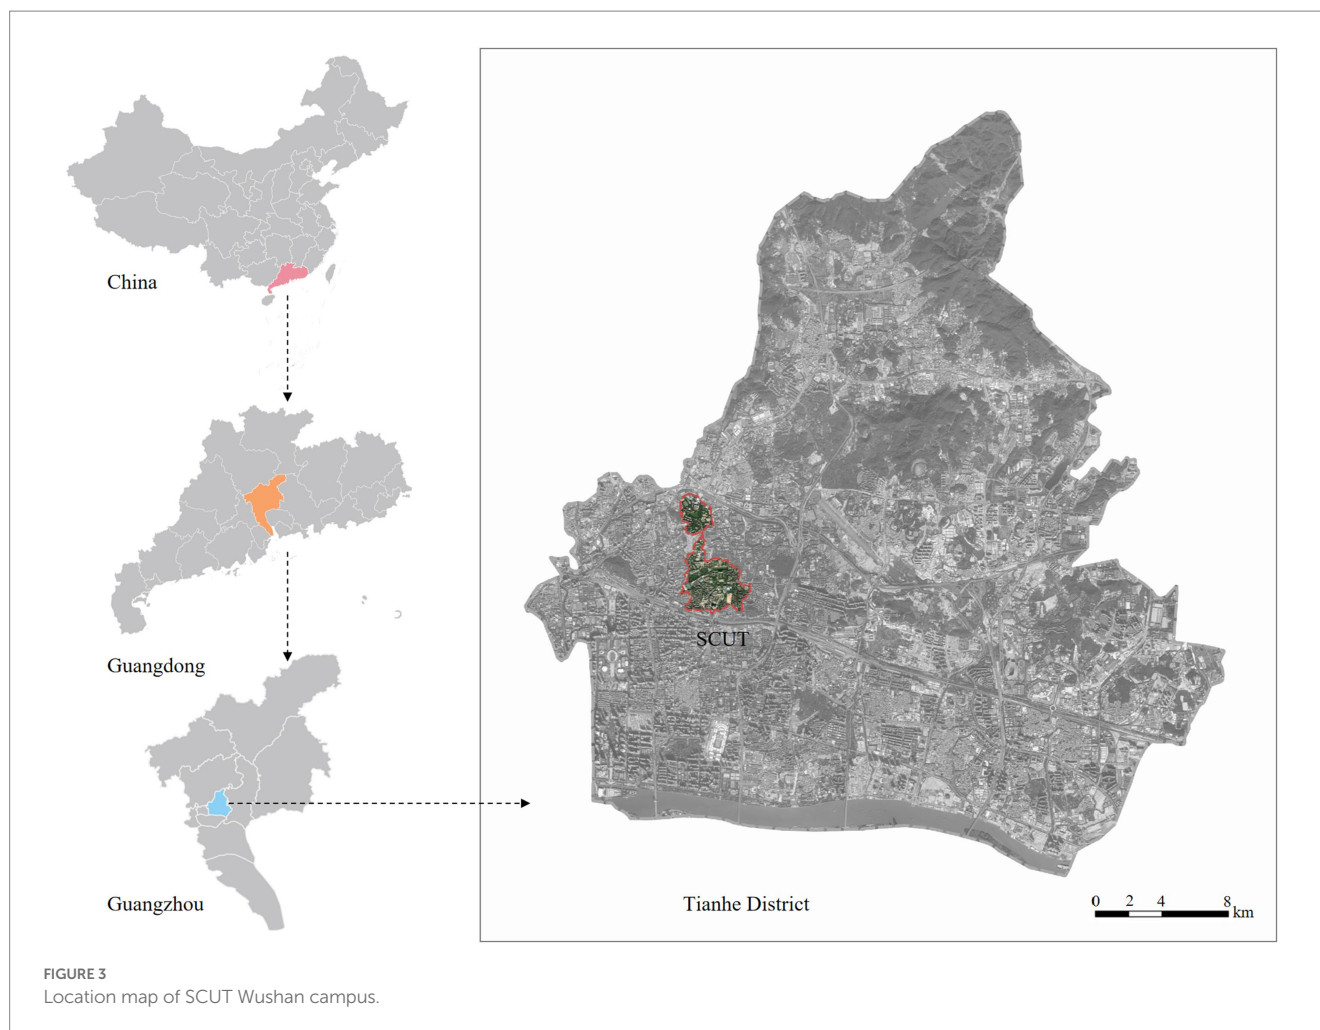 China
Guangdong
Guangzhou
SCUT
Tianhe District
0 2 4 8
km
FIGURE 3
Location map of SCUT Wushan campus.